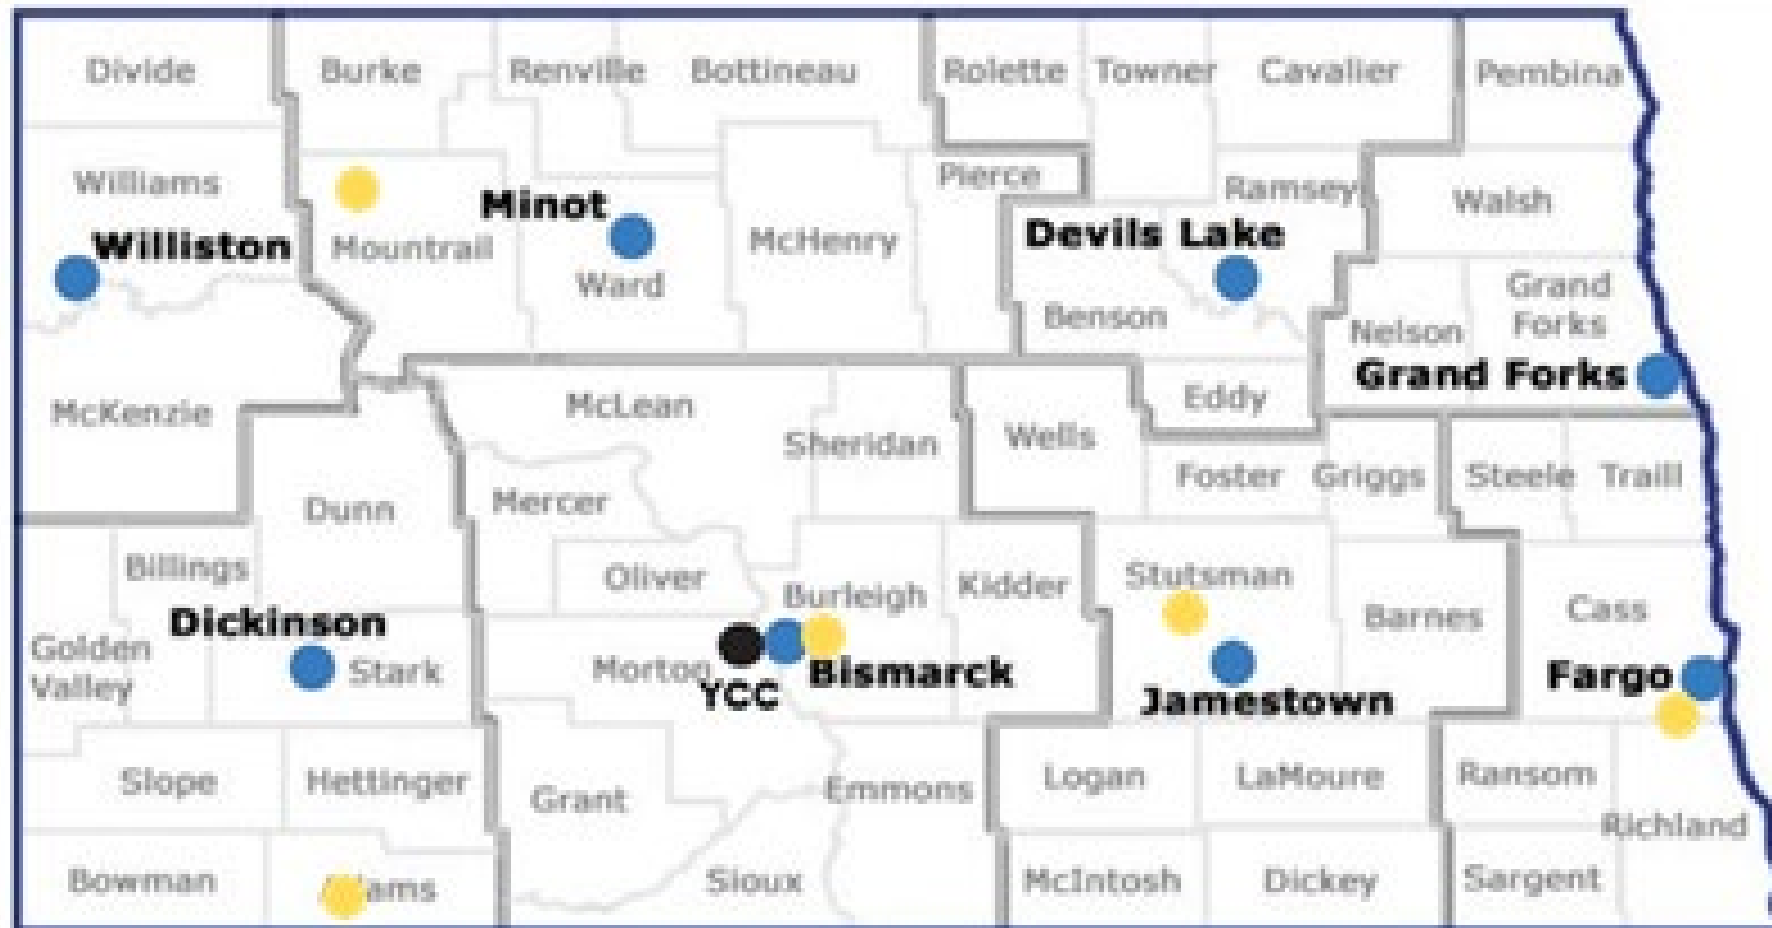 Divide
Burke
Renville
Bottineau
Rolette
Towner
Cavalier
Pembina
Williams
Pierce
Ramsey
Walsh
Minot
Williston
Mountrail
McHenry
Devils Lake
Ward
Grand
Forks
Benson
Nelson
Grand Forks
McKenzie
McLean
Eddy
Sheridan
Wells
Foster
Griggs
Steele
Traill
Dunn
Mercer
Billings
Oliver
Burleigh
Kidder
Stutsman
Barnes
Cass
Dickinson
Golden
Valley
Stark
Morton
YCC
Bismarck
Jamestown
Fargo
Slope
Hettinger
Grant
Emmons
Logan
LaMoure
Ransom
Richland
Bowman
ams
Sioux
McIntosh
Dickey
Sargent